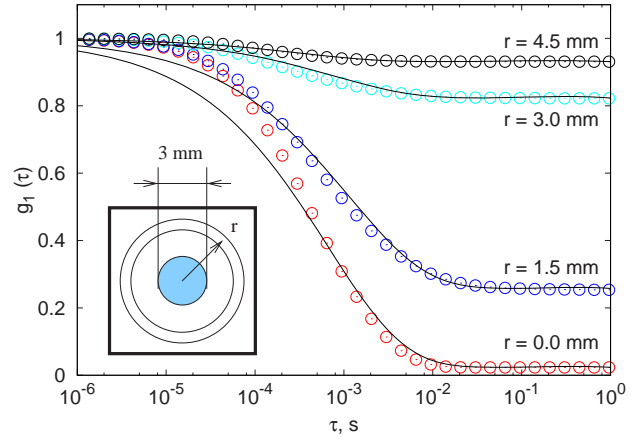 1
0.8
0.6
0.4
0.2
0
g₁ (τ)
r = 4.5 mm
r = 3.0 mm
r = 1.5 mm
r = 0.0 mm
3 mm
r
10⁻⁶ 10⁻⁵ 10⁻⁴ 10⁻³ 10⁻² 10⁻¹ 10⁰
τ, s